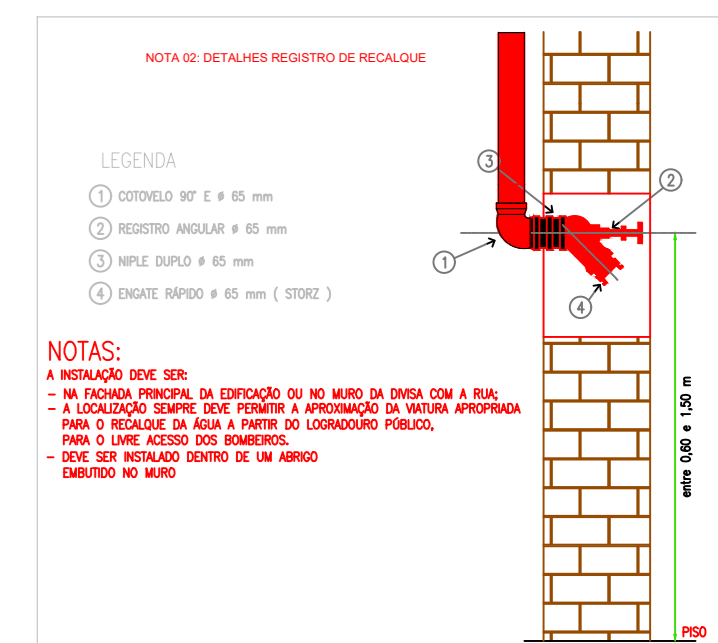 NOTA 02: DETALHES REGISTRO DE RECALQUE
LEGENDA
1 COTOVELO 90° E ø 65 mm
2 REGISTRO ANGULAR ø 65 mm
3 NIPLE DUPLO ø 65 mm
4 ENGATE RÁPIDO ø 65 mm ( STORZ )
NOTAS:
A INSTALAÇÃO DEVE SER:
– NA FACHADA PRINCIPAL DA EDIFICAÇÃO OU NO MURO DA DIVISA COM A RUA;
– A LOCALIZAÇÃO SEMPRE DEVE PERMITIR A APROXIMAÇÃO DA VIATURA APROPRIADA
PARA O RECALQUE DA ÁGUA A PARTIR DO LOGRADOURO PÚBLICO,
PARA O LIVRE ACESSO DOS BOMBEIROS.
– DEVE SER INSTALADO DENTRO DE UM ABRIGO
EMBUTIDO NO MURO
3
2
1
4
entre 0,60 e 1,50 m
PISO